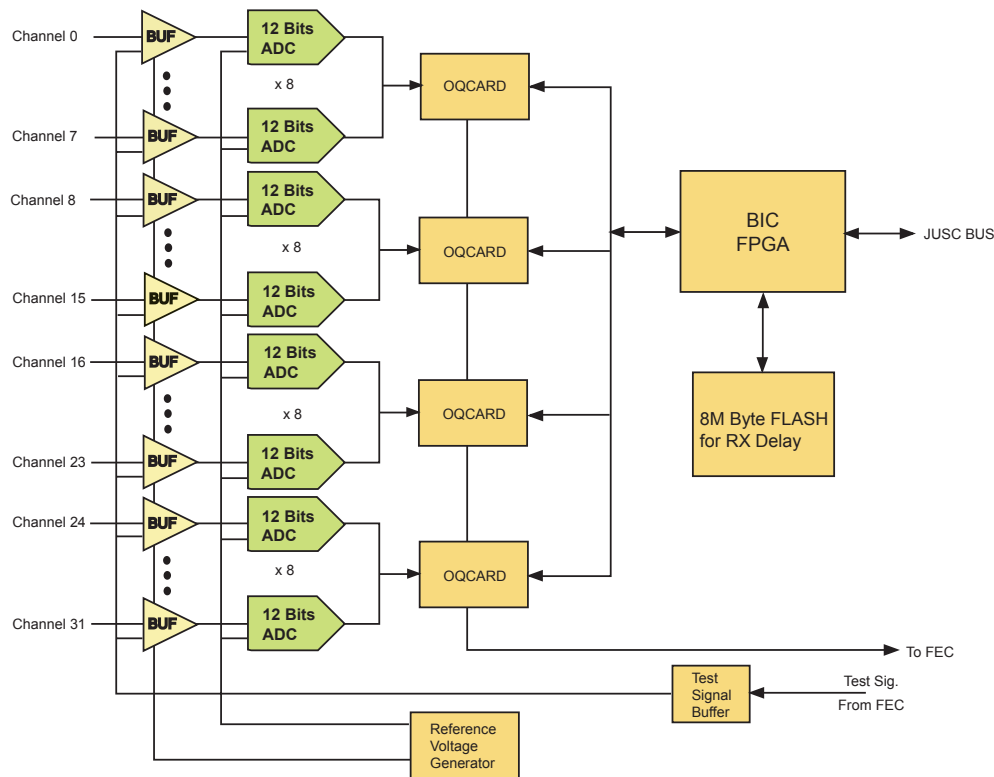 Channel 0
BUF
12 Bits
ADC
x 8
Channel 7
BUF
12 Bits
ADC
OQCARD
Channel 8
BUF
12 Bits
ADC
x 8
Channel 15
BUF
12 Bits
ADC
OQCARD
BIC
FPGA
JUSC BUS
Channel 16
BUF
12 Bits
ADC
x 8
Channel 23
BUF
12 Bits
ADC
OQCARD
8M Byte FLASH
for RX Delay
Channel 24
BUF
12 Bits
ADC
x 8
Channel 31
BUF
12 Bits
ADC
OQCARD
To FEC
Test
Signal
Buffer
Test Sig.
From FEC
Reference
Voltage
Generator